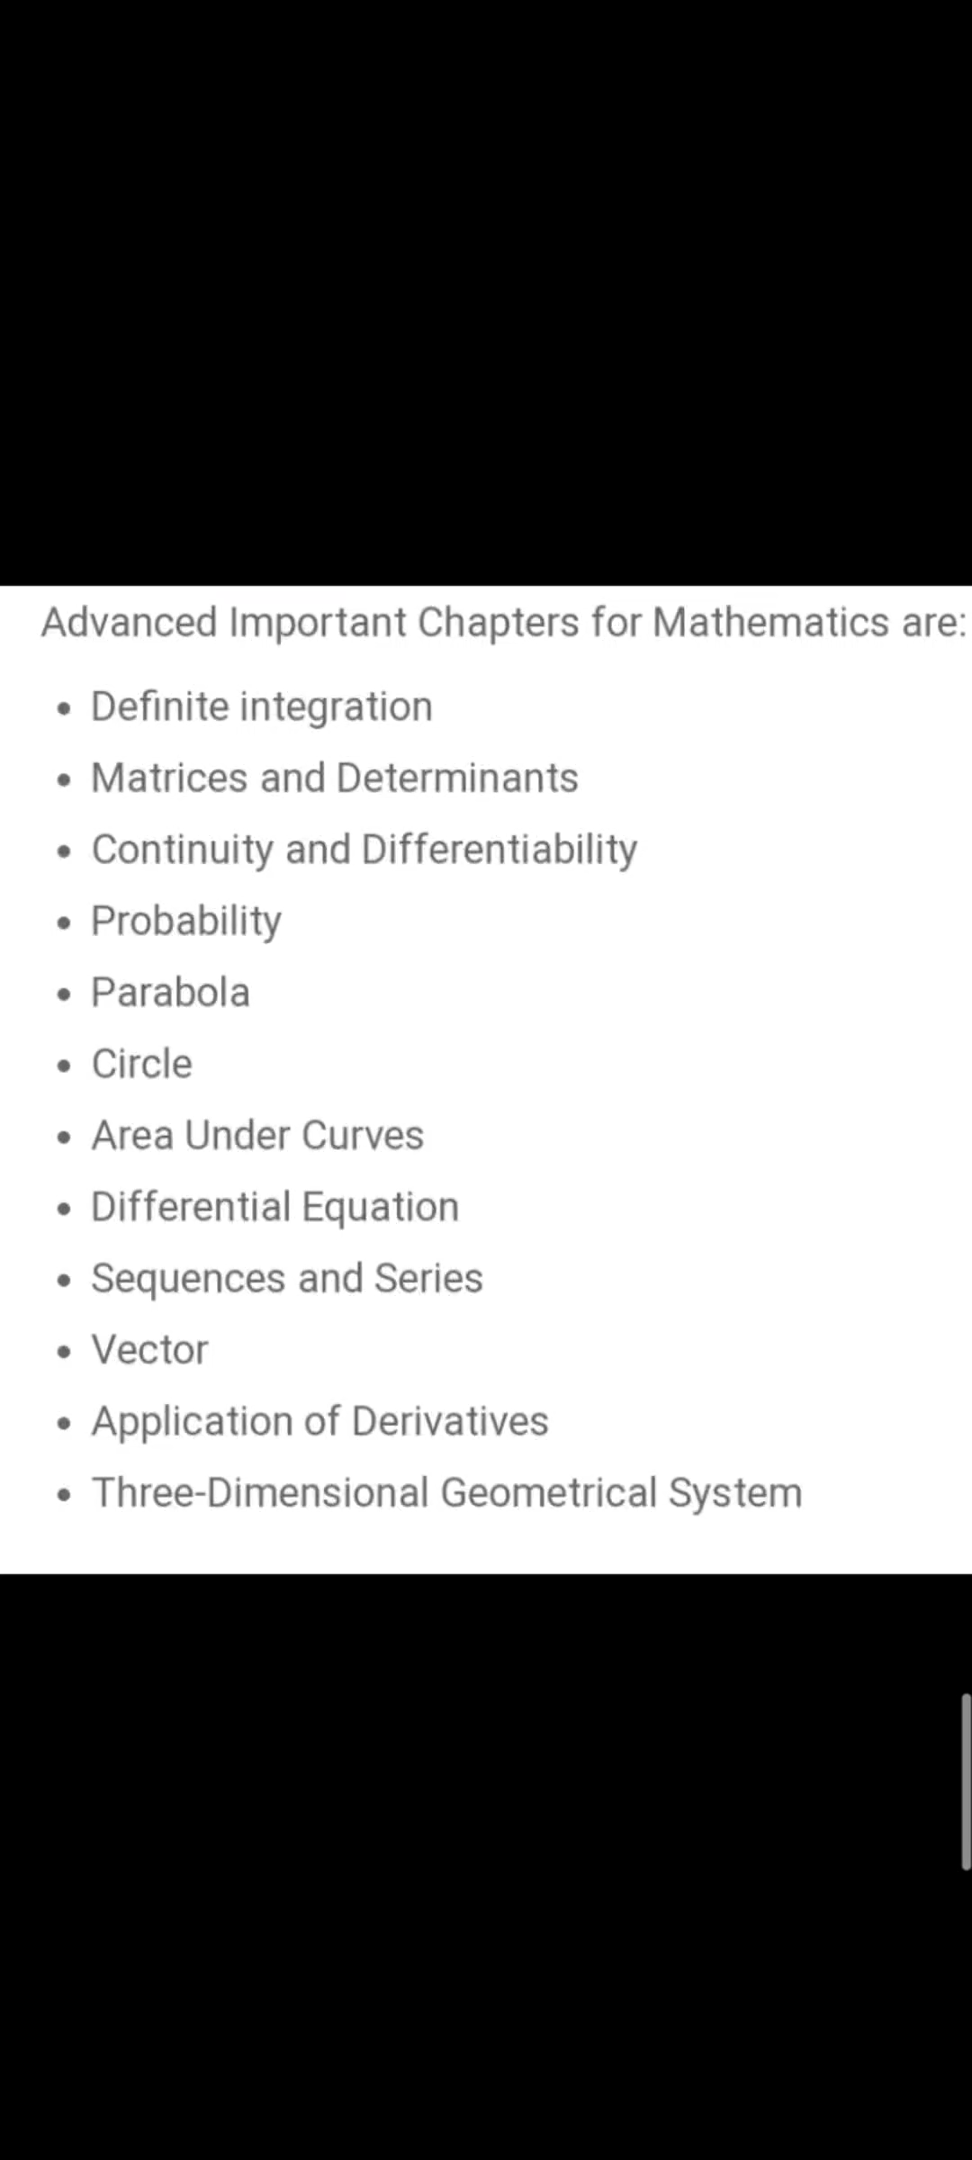 Advanced Important Chapters for Mathematics are:
• Definite integration
• Matrices and Determinants
• Continuity and Differentiability
• Probability
• Parabola
• Circle
• Area Under Curves
• Differential Equation
• Sequences and Series
• Vector
• Application of Derivatives
• Three-Dimensional Geometrical System